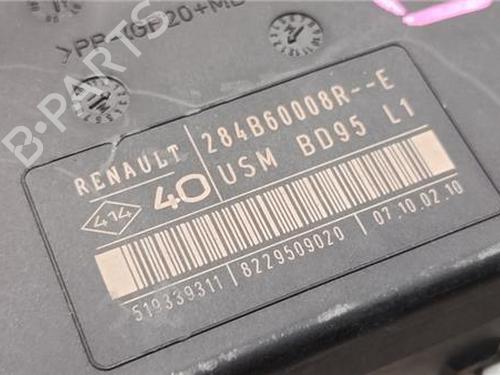 >PP-(GF20+MD
B-PARTS
RENAULT
284B60008R--E
414
40
USM BD95 L1
519339311
8229509020
07.10.02.10